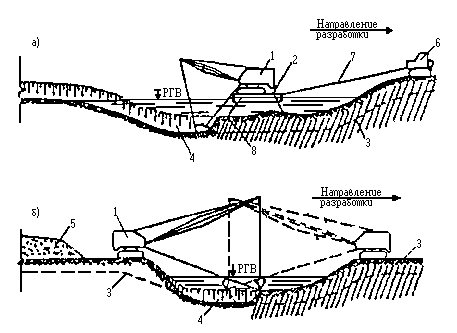 Направление
разработки
а)
1
2
7
6
РГВ
4
8
3
Направление
разработки
б)
5
1
3
РГВ
3
4